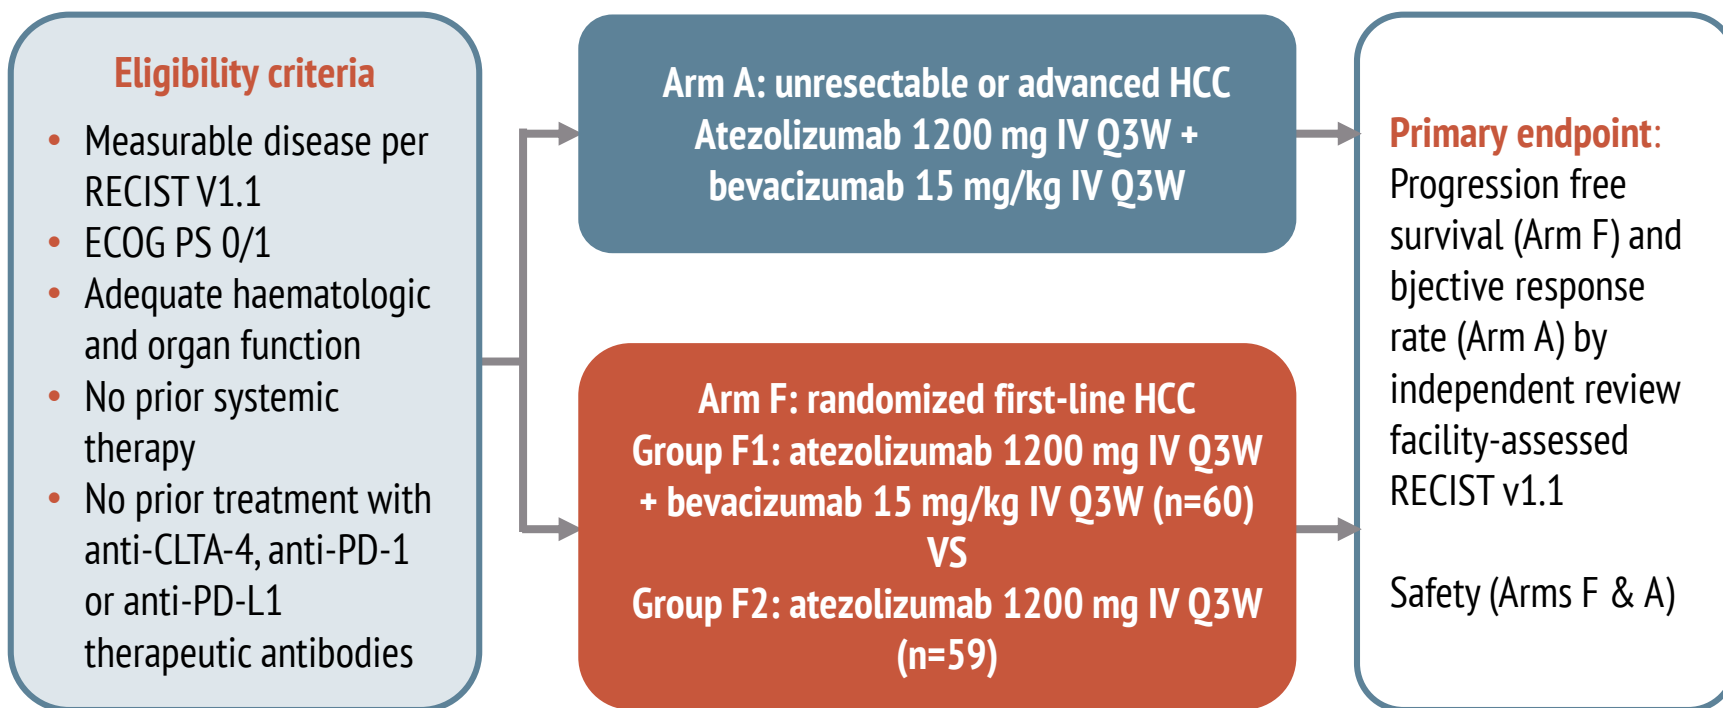 Eligibility criteria
• Measurable disease per
RECIST V1.1
• ECOG PS 0/1
• Adequate haematologic
and organ function
• No prior systemic
therapy
• No prior treatment with
anti-CLTA-4, anti-PD-1
or anti-PD-L1
therapeutic antibodies
Arm A: unresectable or advanced HCC
Atezolizumab 1200 mg IV Q3W +
bevacizumab 15 mg/kg IV Q3W
Arm F: randomized first-line HCC
Group F1: atezolizumab 1200 mg IV Q3W
+ bevacizumab 15 mg/kg IV Q3W (n=60)
VS
Group F2: atezolizumab 1200 mg IV Q3W
(n=59)
Primary endpoint:
Progression free
survival (Arm F) and
bjective response
rate (Arm A) by
independent review
facility-assessed
RECIST v1.1
Safety (Arms F & A)